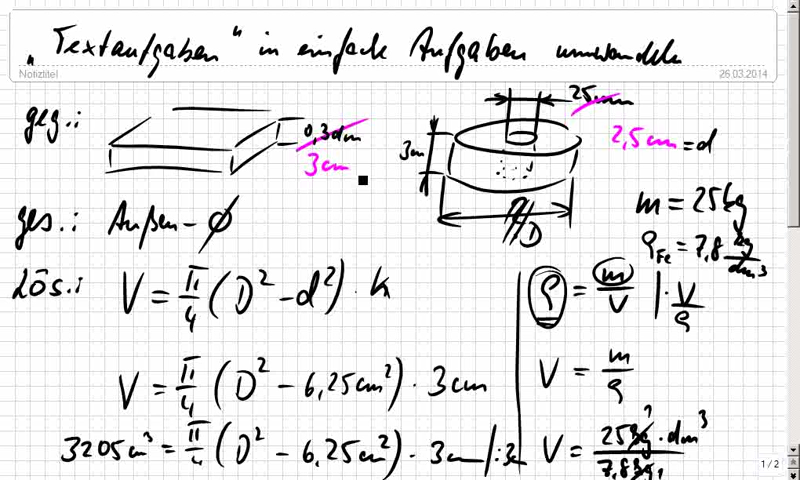 „Textaufgaben" in einfach Aufgaben umwandeln
Notiztitel
26.03.2014
geg.:
0,3dm
3cm
25mm
2,5cm = d
3cm
D
m = 25kg
ρFe = 7,8 kg/dm³
ges.: Außen-Ø
Lös.: V = π/4 (D² - d²) · h
ρ = m/V | · V/ρ
V = π/4 (D² - 6,25cm²) · 3cm
V = m/ρ
3205cm³ = π/4 (D² - 6,25cm²) · 3cm | :3
V = 25kg · dm³ / 7,8kg
1 / 2